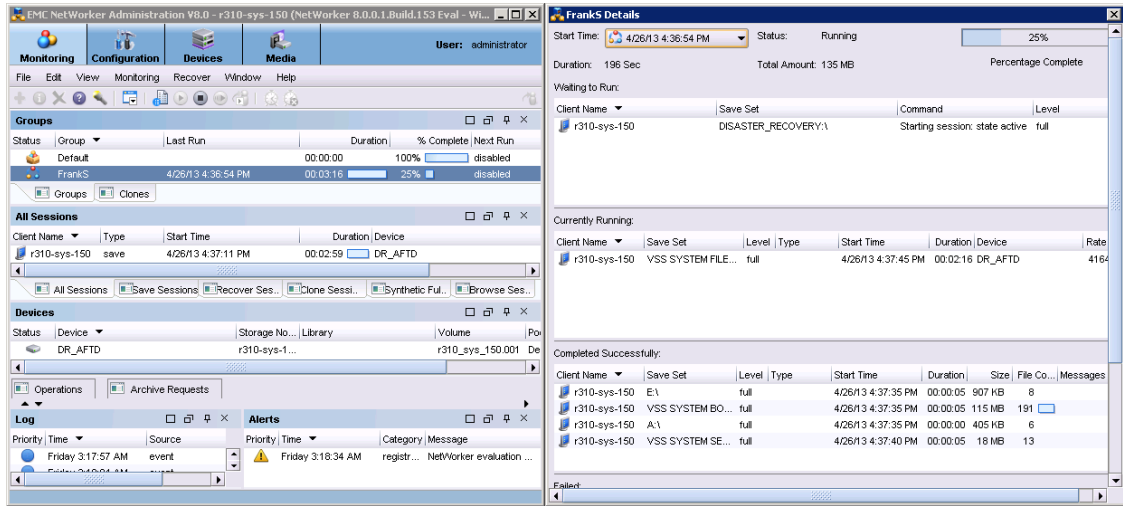 EMC NetWorker Administration V8.0 - r310-sys-150 (NetWorker 8.0.0.1.Build.153 Eval - Wi...
Monitoring Configuration Devices Media
User: administrator
File Edit View Monitoring Recover Window Help
Groups
Status Group Last Run Duration % Complete Next Run
Default 00:00:00 100% disabled
FrankS 4/26/13 4:36:54 PM 00:03:16 25% disabled
Groups Clones
All Sessions
Client Name Type Start Time Duration Device
r310-sys-150 save 4/26/13 4:37:11 PM 00:02:59 DR_AFTD
All Sessions Save Sessions Recover Ses.. Clone Sessi.. Synthetic Ful.. Browse Ses..
Devices
Status Device Storage No... Library Volume Po
DR_AFTD r310-sys-1... r310_sys_150.001 De
Operations Archive Requests
Log
Priority Time Source
Friday 3:17:57 AM event
Alerts
Priority Time Category Message
Friday 3:18:34 AM registr... NetWorker evaluation ...
FrankS Details
Start Time: 4/26/13 4:36:54 PM Status: Running 25%
Duration: 196 Sec Total Amount: 135 MB Percentage Complete
Waiting to Run:
Client Name Save Set Command Level
r310-sys-150 DISASTER_RECOVERY:\ Starting session: state active full
Currently Running:
Client Name Save Set Level Type Start Time Duration Device Rate
r310-sys-150 VSS SYSTEM FILE... full 4/26/13 4:37:45 PM 00:02:16 DR_AFTD 4164
Completed Successfully:
Client Name Save Set Level Type Start Time Duration Size File Co... Messages
r310-sys-150 E:\ full 4/26/13 4:37:35 PM 00:00:05 907 KB 8
r310-sys-150 VSS SYSTEM BO... full 4/26/13 4:37:35 PM 00:00:05 115 MB 191
r310-sys-150 A:\ full 4/26/13 4:37:35 PM 00:00:00 405 KB 6
r310-sys-150 VSS SYSTEM SE... full 4/26/13 4:37:40 PM 00:00:05 18 MB 13
Failed: